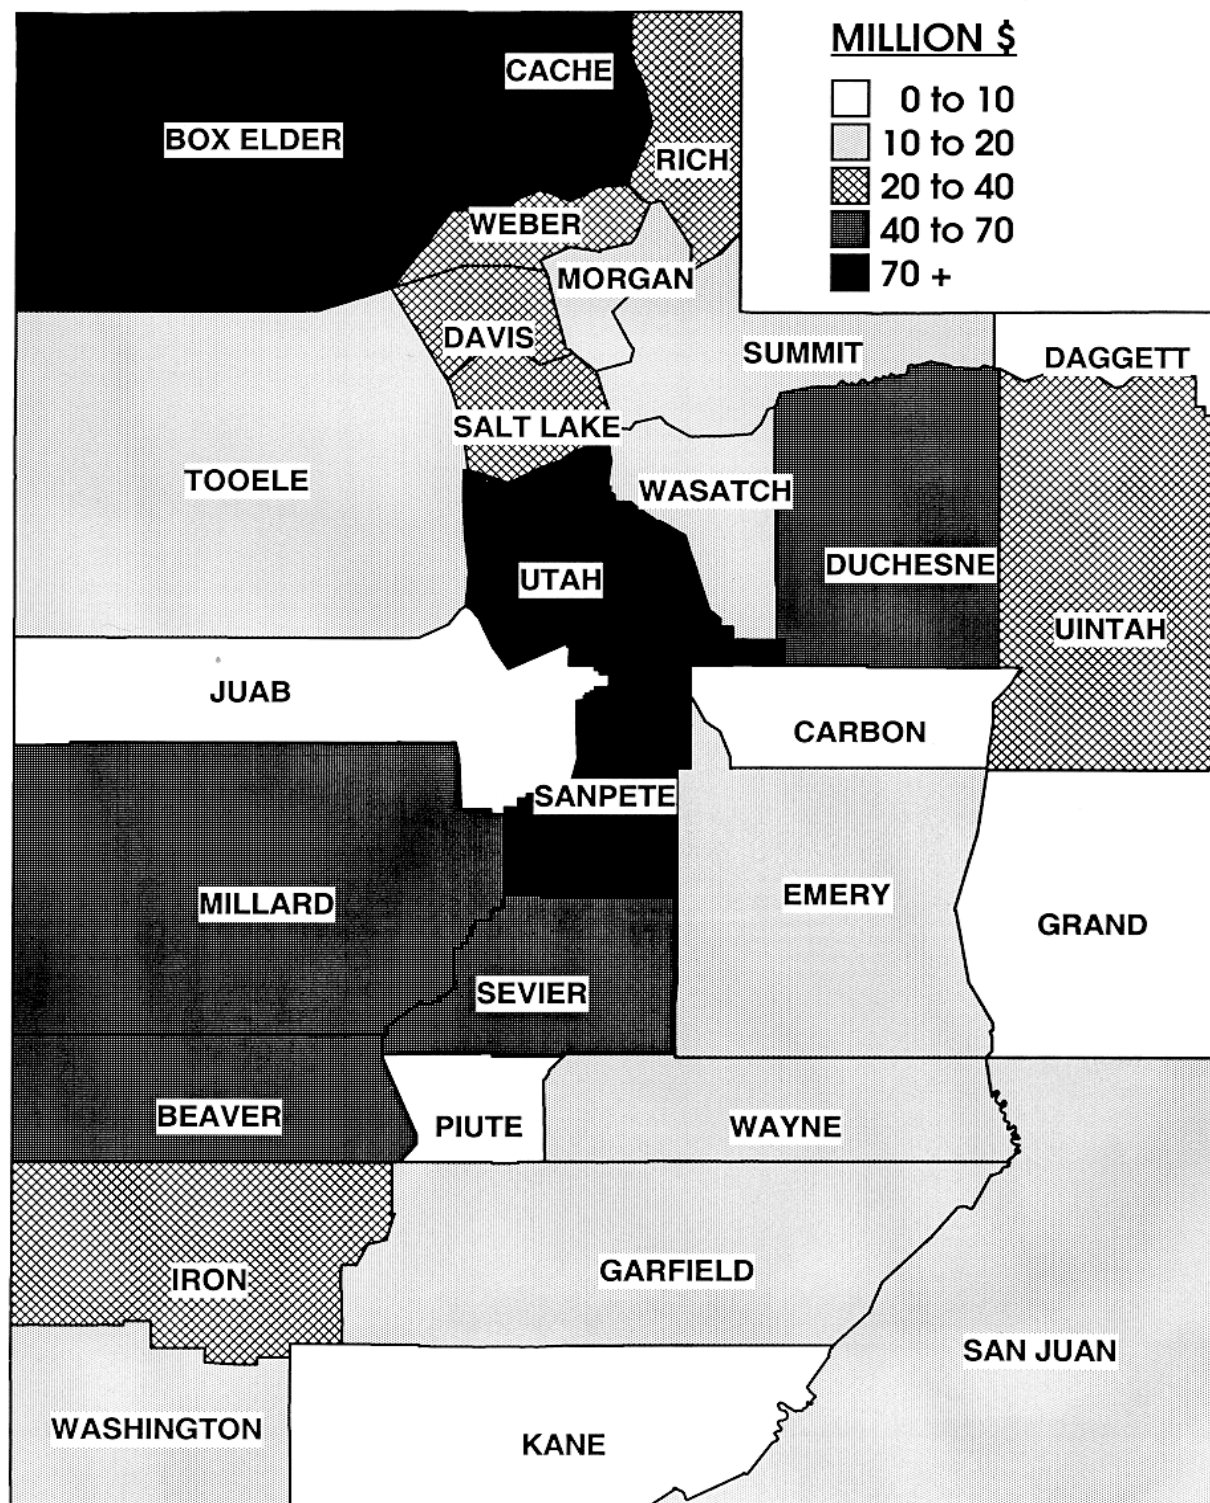 MILLION $
0 to 10
10 to 20
20 to 40
40 to 70
70 +
CACHE
BOX ELDER
RICH
WEBER
MORGAN
DAVIS
SUMMIT
DAGGETT
SALT LAKE
TOOELE
WASATCH
DUCHESNE
UTAH
UINTAH
JUAB
CARBON
SANPETE
EMERY
MILLARD
GRAND
SEVIER
BEAVER
PIUTE
WAYNE
GARFIELD
IRON
SAN JUAN
WASHINGTON
KANE